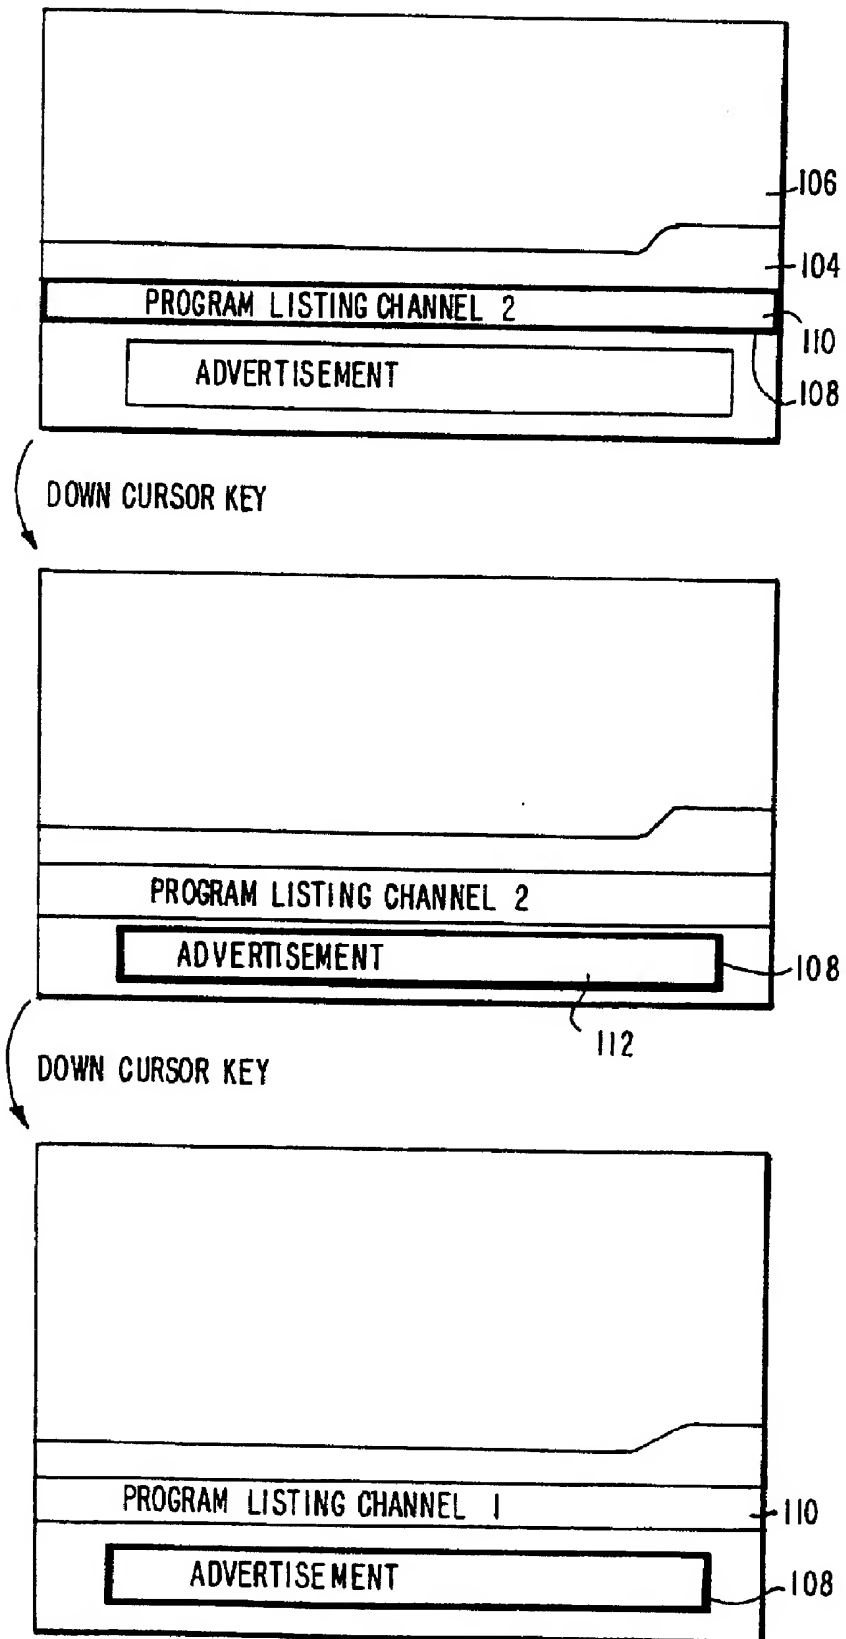 106
104
PROGRAM LISTING CHANNEL 2
110
108
ADVERTISEMENT
DOWN CURSOR KEY
PROGRAM LISTING CHANNEL 2
ADVERTISEMENT
108
112
DOWN CURSOR KEY
PROGRAM LISTING CHANNEL 1
110
ADVERTISEMENT
108